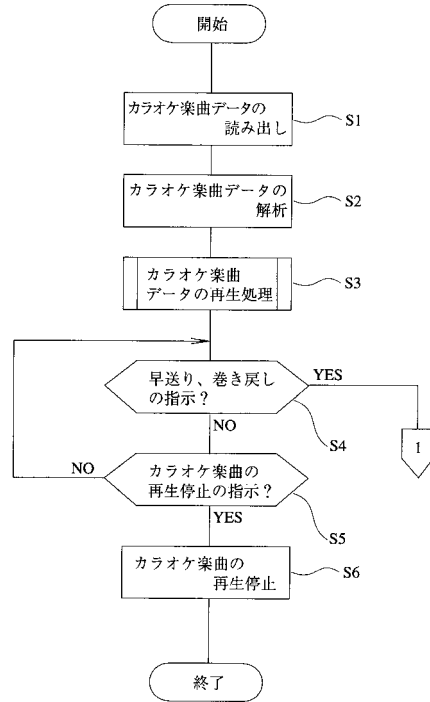 開始
カラオケ楽曲データの
読み出し
S1
カラオケ楽曲データの
解析
S2
カラオケ楽曲
データの再生処理
S3
早送り、巻き戻し
の指示？
YES
S4
1
NO
カラオケ楽曲の
再生停止の指示？
NO
S5
YES
カラオケ楽曲の
再生停止
S6
終了